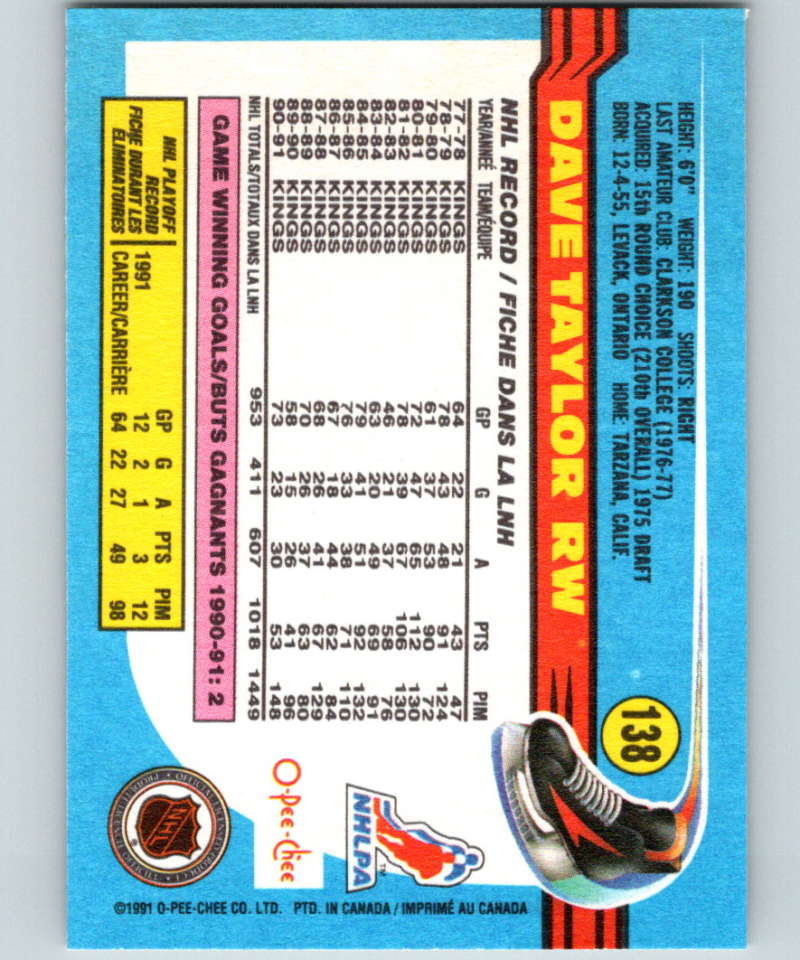 HEIGHT: 6'0" WEIGHT: 190 SHOOTS: RIGHT
LAST AMATEUR CLUB: CLARKSON COLLEGE (1976-77)
ACQUIRED: 15th ROUND CHOICE (210th OVERALL) 1975 DRAFT
BORN: 12-4-55, LEVACK, ONTARIO HOME: TARZANA, CALIF.
138
DAVE TAYLOR RW
NHL RECORD / FICHE DANS LA LNH
YEAR/ANNÉE TEAM/ÉQUIPE GP G A PTS PIM
77-78 KINGS 64 22 21 43 47
78-79 KINGS 78 43 48 91 124
79-80 KINGS 61 37 53 90 72
80-81 KINGS 72 47 65 112 130
81-82 KINGS 78 39 67 106 130
82-83 KINGS 46 21 37 58 76
83-84 KINGS 63 20 49 69 91
84-85 KINGS 79 41 51 92 132
85-86 KINGS 76 33 38 71 110
86-87 KINGS 67 18 44 62 84
87-88 KINGS 68 26 41 67 129
88-89 KINGS 70 26 37 63 80
89-90 KINGS 58 15 26 41 96
90-91 KINGS 73 23 30 53 148
NHL TOTALS/TOTAUX DANS LA LNH 953 411 607 1018 1449
GAME WINNING GOALS/BUTS GAGNANTS 1990-91: 2
NHL PLAYOFF RECORD
FICHE DURANT LES ÉLIMINATOIRES
GP G A PTS PIM
1991 12 2 1 3 12
CAREER/CARRIÈRE 64 22 27 49 98
NHLPA TM
O-Pee-Chee
NHL
©1991 O-PEE-CHEE CO. LTD. PTD. IN CANADA / IMPRIMÉ AU CANADA